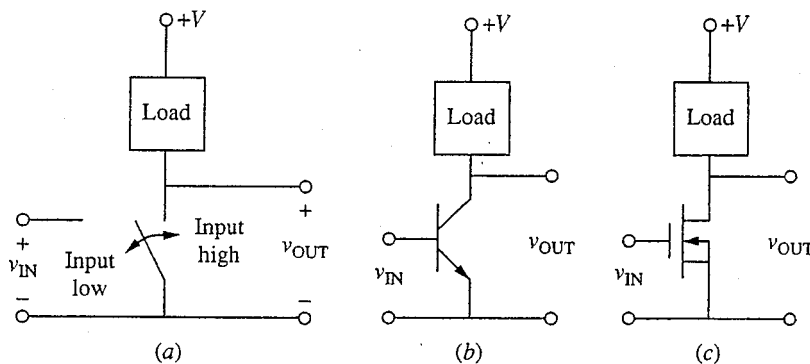 +V
Load
+
v_IN
–
Input low
Input high
+
v_OUT
–
(a)
+V
Load
v_IN
v_OUT
(b)
+V
Load
v_IN
v_OUT
(c)